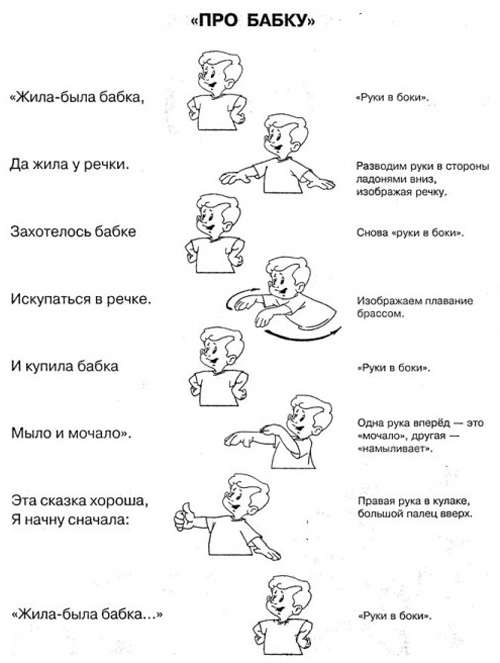 «ПРО БАБКУ»
«Жила-была бабка,
«Руки в боки».
Да жила у речки.
Разводим руки в стороны
ладонями вниз,
изображая речку.
Захотелось бабке
Снова «руки в боки».
Искупаться в речке.
Изображаем плавание
брассом.
И купила бабка
«Руки в боки».
Мыло и мочало».
Одна рука вперёд — это
«мочало», другая —
«намыливает».
Эта сказка хороша,
Я начну сначала:
Правая рука в кулаке,
большой палец вверх.
«Жила-была бабка...»
«Руки в боки».